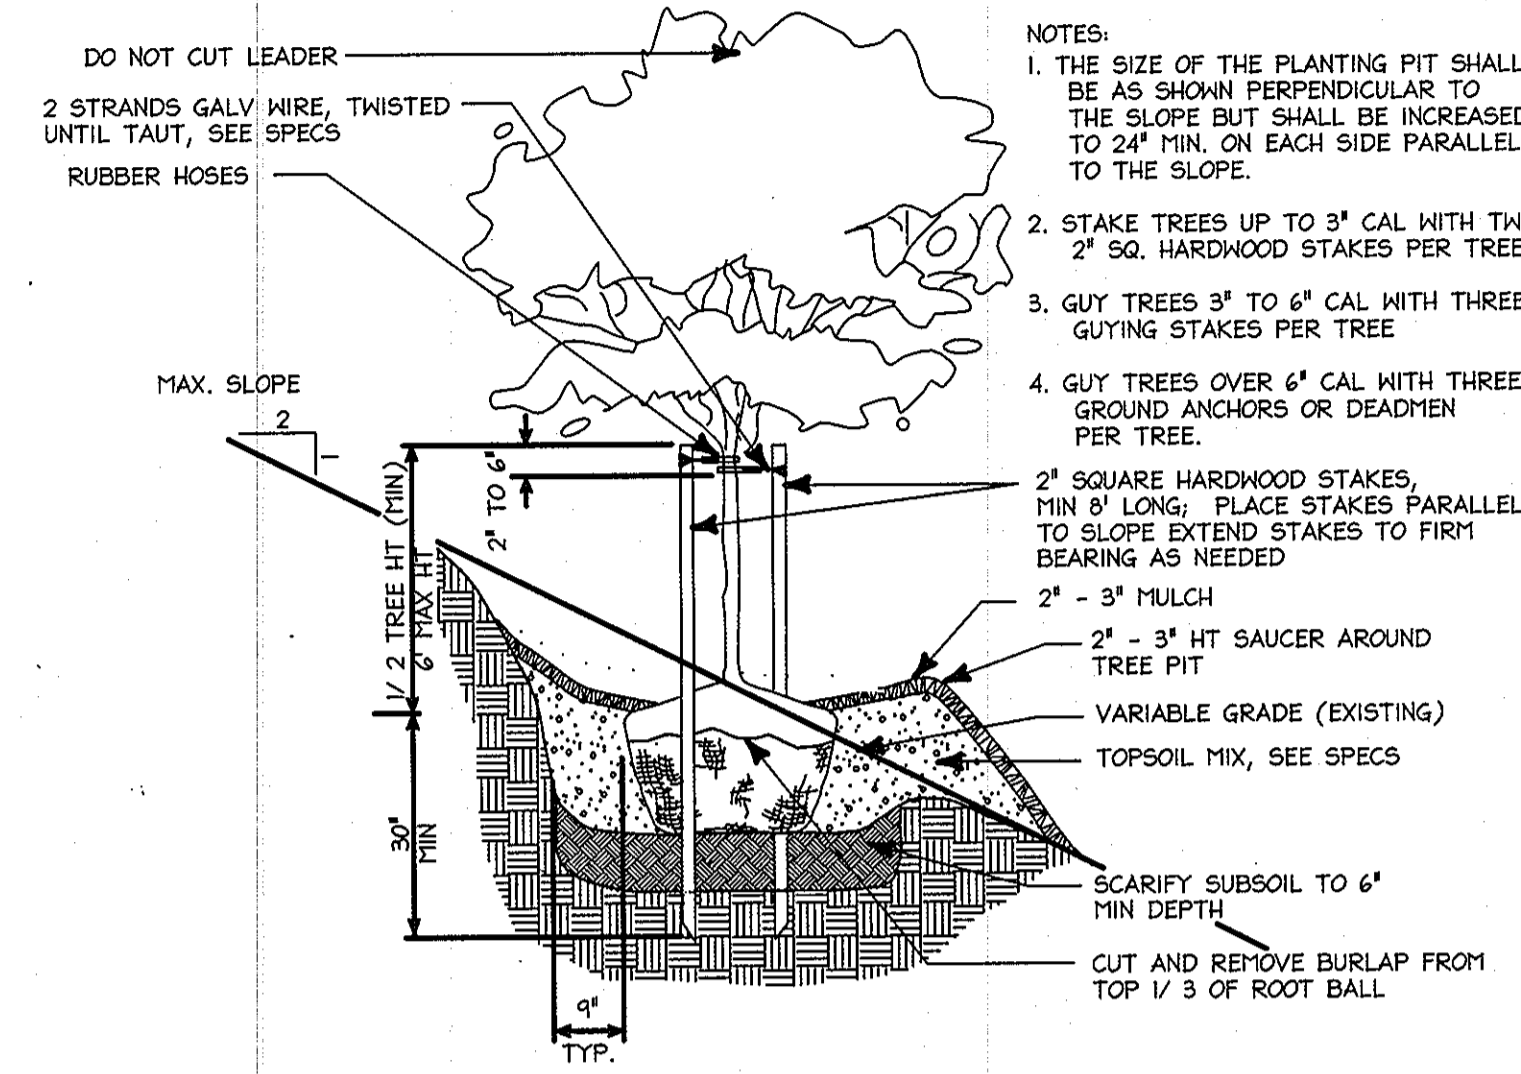 DO NOT CUT LEADER
2 STRANDS GALV WIRE, TWISTED
UNTIL TAUT, SEE SPECS
RUBBER HOSES
MAX. SLOPE
2
1
1/2 TREE HT (MIN)
6' MAX HT
2" TO 6"
30"
MIN
9"
TYP.
NOTES:
1. THE SIZE OF THE PLANTING PIT SHALL
BE AS SHOWN PERPENDICULAR TO
THE SLOPE BUT SHALL BE INCREASED
TO 24" MIN. ON EACH SIDE PARALLEL
TO THE SLOPE.
2. STAKE TREES UP TO 3" CAL WITH TW
2" SQ. HARDWOOD STAKES PER TREE
3. GUY TREES 3" TO 6" CAL WITH THREE
GUYING STAKES PER TREE
4. GUY TREES OVER 6" CAL WITH THREE
GROUND ANCHORS OR DEADMEN
PER TREE.
2" SQUARE HARDWOOD STAKES,
MIN 8' LONG; PLACE STAKES PARALLEL
TO SLOPE EXTEND STAKES TO FIRM
BEARING AS NEEDED
2" - 3" MULCH
2" - 3" HT SAUCER AROUND
TREE PIT
VARIABLE GRADE (EXISTING)
TOPSOIL MIX, SEE SPECS
SCARIFY SUBSOIL TO 6"
MIN DEPTH
CUT AND REMOVE BURLAP FROM
TOP 1/3 OF ROOT BALL